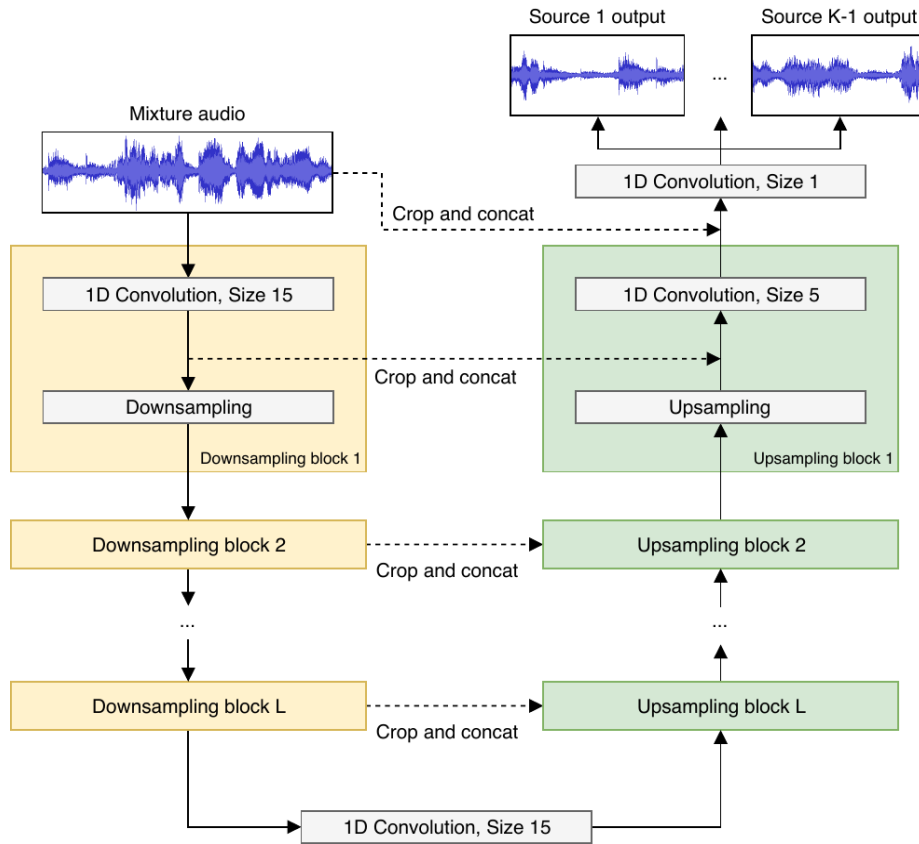 Source 1 output
Source K-1 output
...
Mixture audio
1D Convolution, Size 1
Crop and concat
1D Convolution, Size 15
1D Convolution, Size 5
Crop and concat
Downsampling
Upsampling
Downsampling block 1
Upsampling block 1
Downsampling block 2
Crop and concat
Upsampling block 2
...
...
Downsampling block L
Crop and concat
Upsampling block L
1D Convolution, Size 15